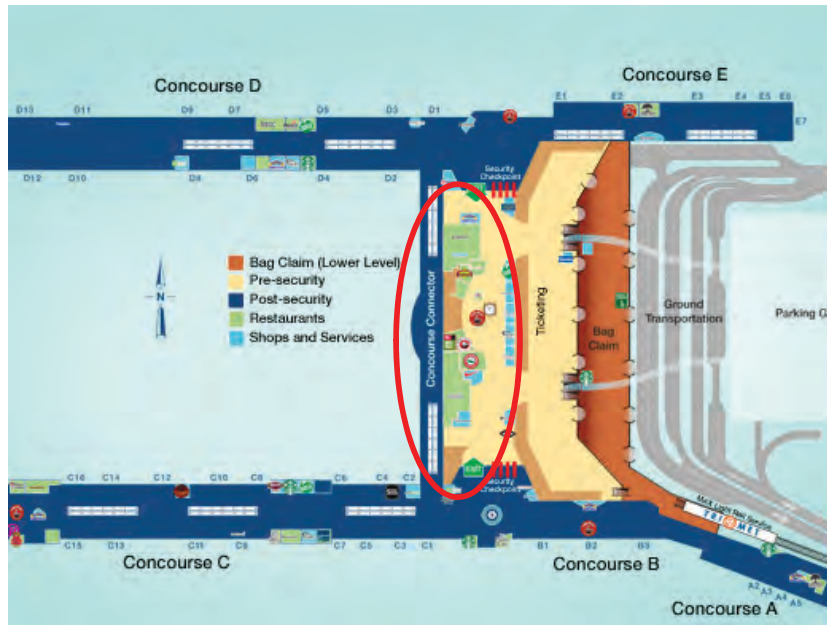 Concourse D
Concourse E
D13
D11
D9
D7
D5
D3
D1
E1
E2
E3
E4
E5
E6
E7
D12
D10
D8
D6
D4
D2
Security
Checkpoint
Bag Claim (Lower Level)
Pre-security
Post-security
Restaurants
Shops and Services
N
Concourse Connector
Ticketing
Bag
Claim
Ground
Transportation
Parking G
EXIT
Security
Checkpoint
C16
C14
C12
C10
C8
C6
C4
C2
MAX Light Rail Service
TRI MET
C15
C11
C7
C5
C3
C1
B1
B2
B3
Concourse C
Concourse B
A2
A3
A4
A5
Concourse A